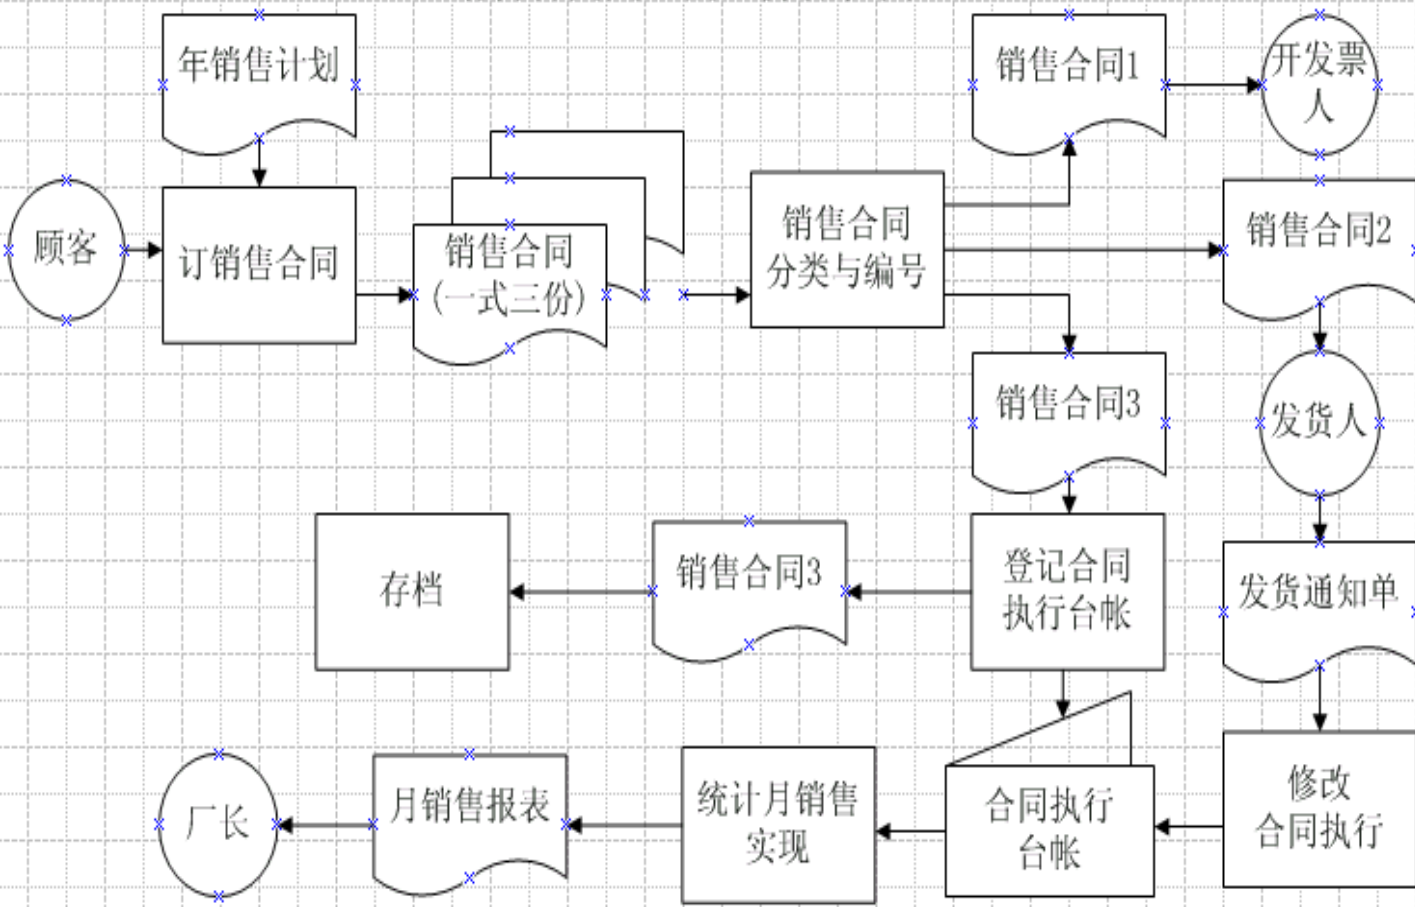 年销售计划
销售合同1
开发票
人
顾客
订销售合同
销售合同
(一式三份)
销售合同
分类与编号
销售合同2
销售合同3
发货人
存档
销售合同3
登记合同
执行台帐
发货通知单
厂长
月销售报表
统计月销售
实现
合同执行
台帐
修改
合同执行